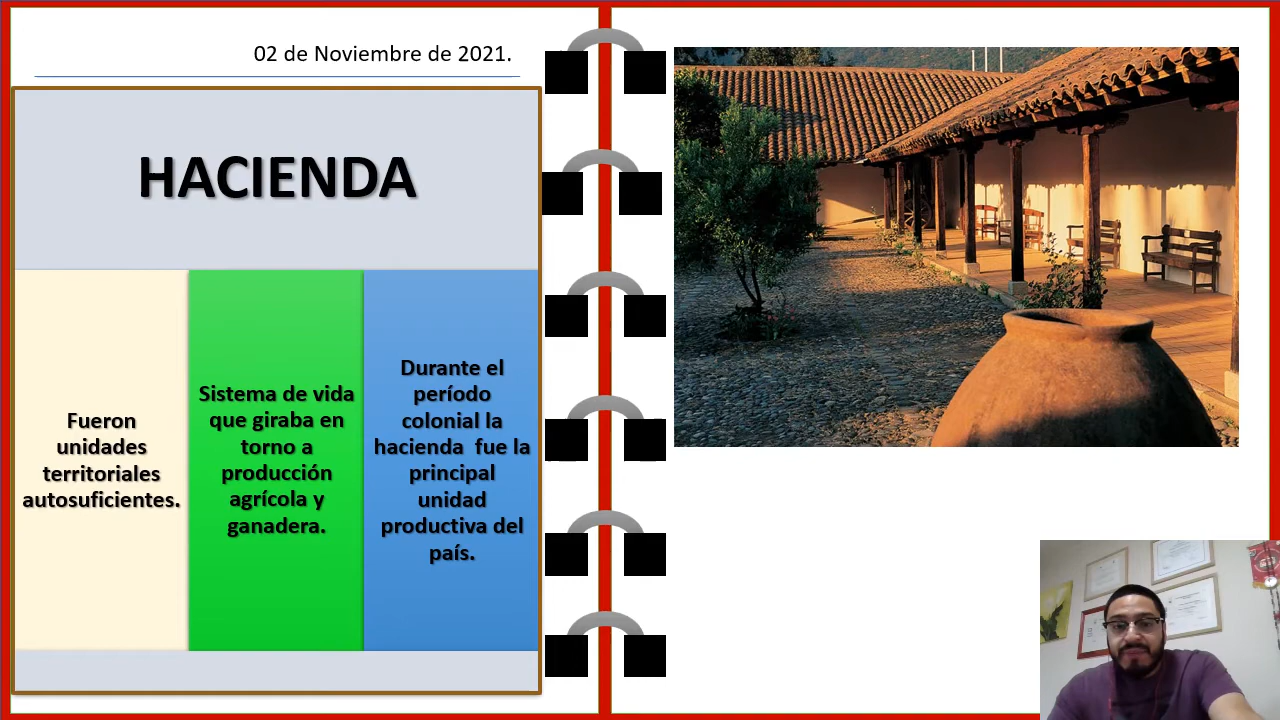 02 de Noviembre de 2021.
HACIENDA
Fueron
unidades
territoriales
autosuficientes.
Sistema de vida
que giraba en
torno a
producción
agrícola y
ganadera.
Durante el
período
colonial la
hacienda  fue la
principal
unidad
productiva del
país.